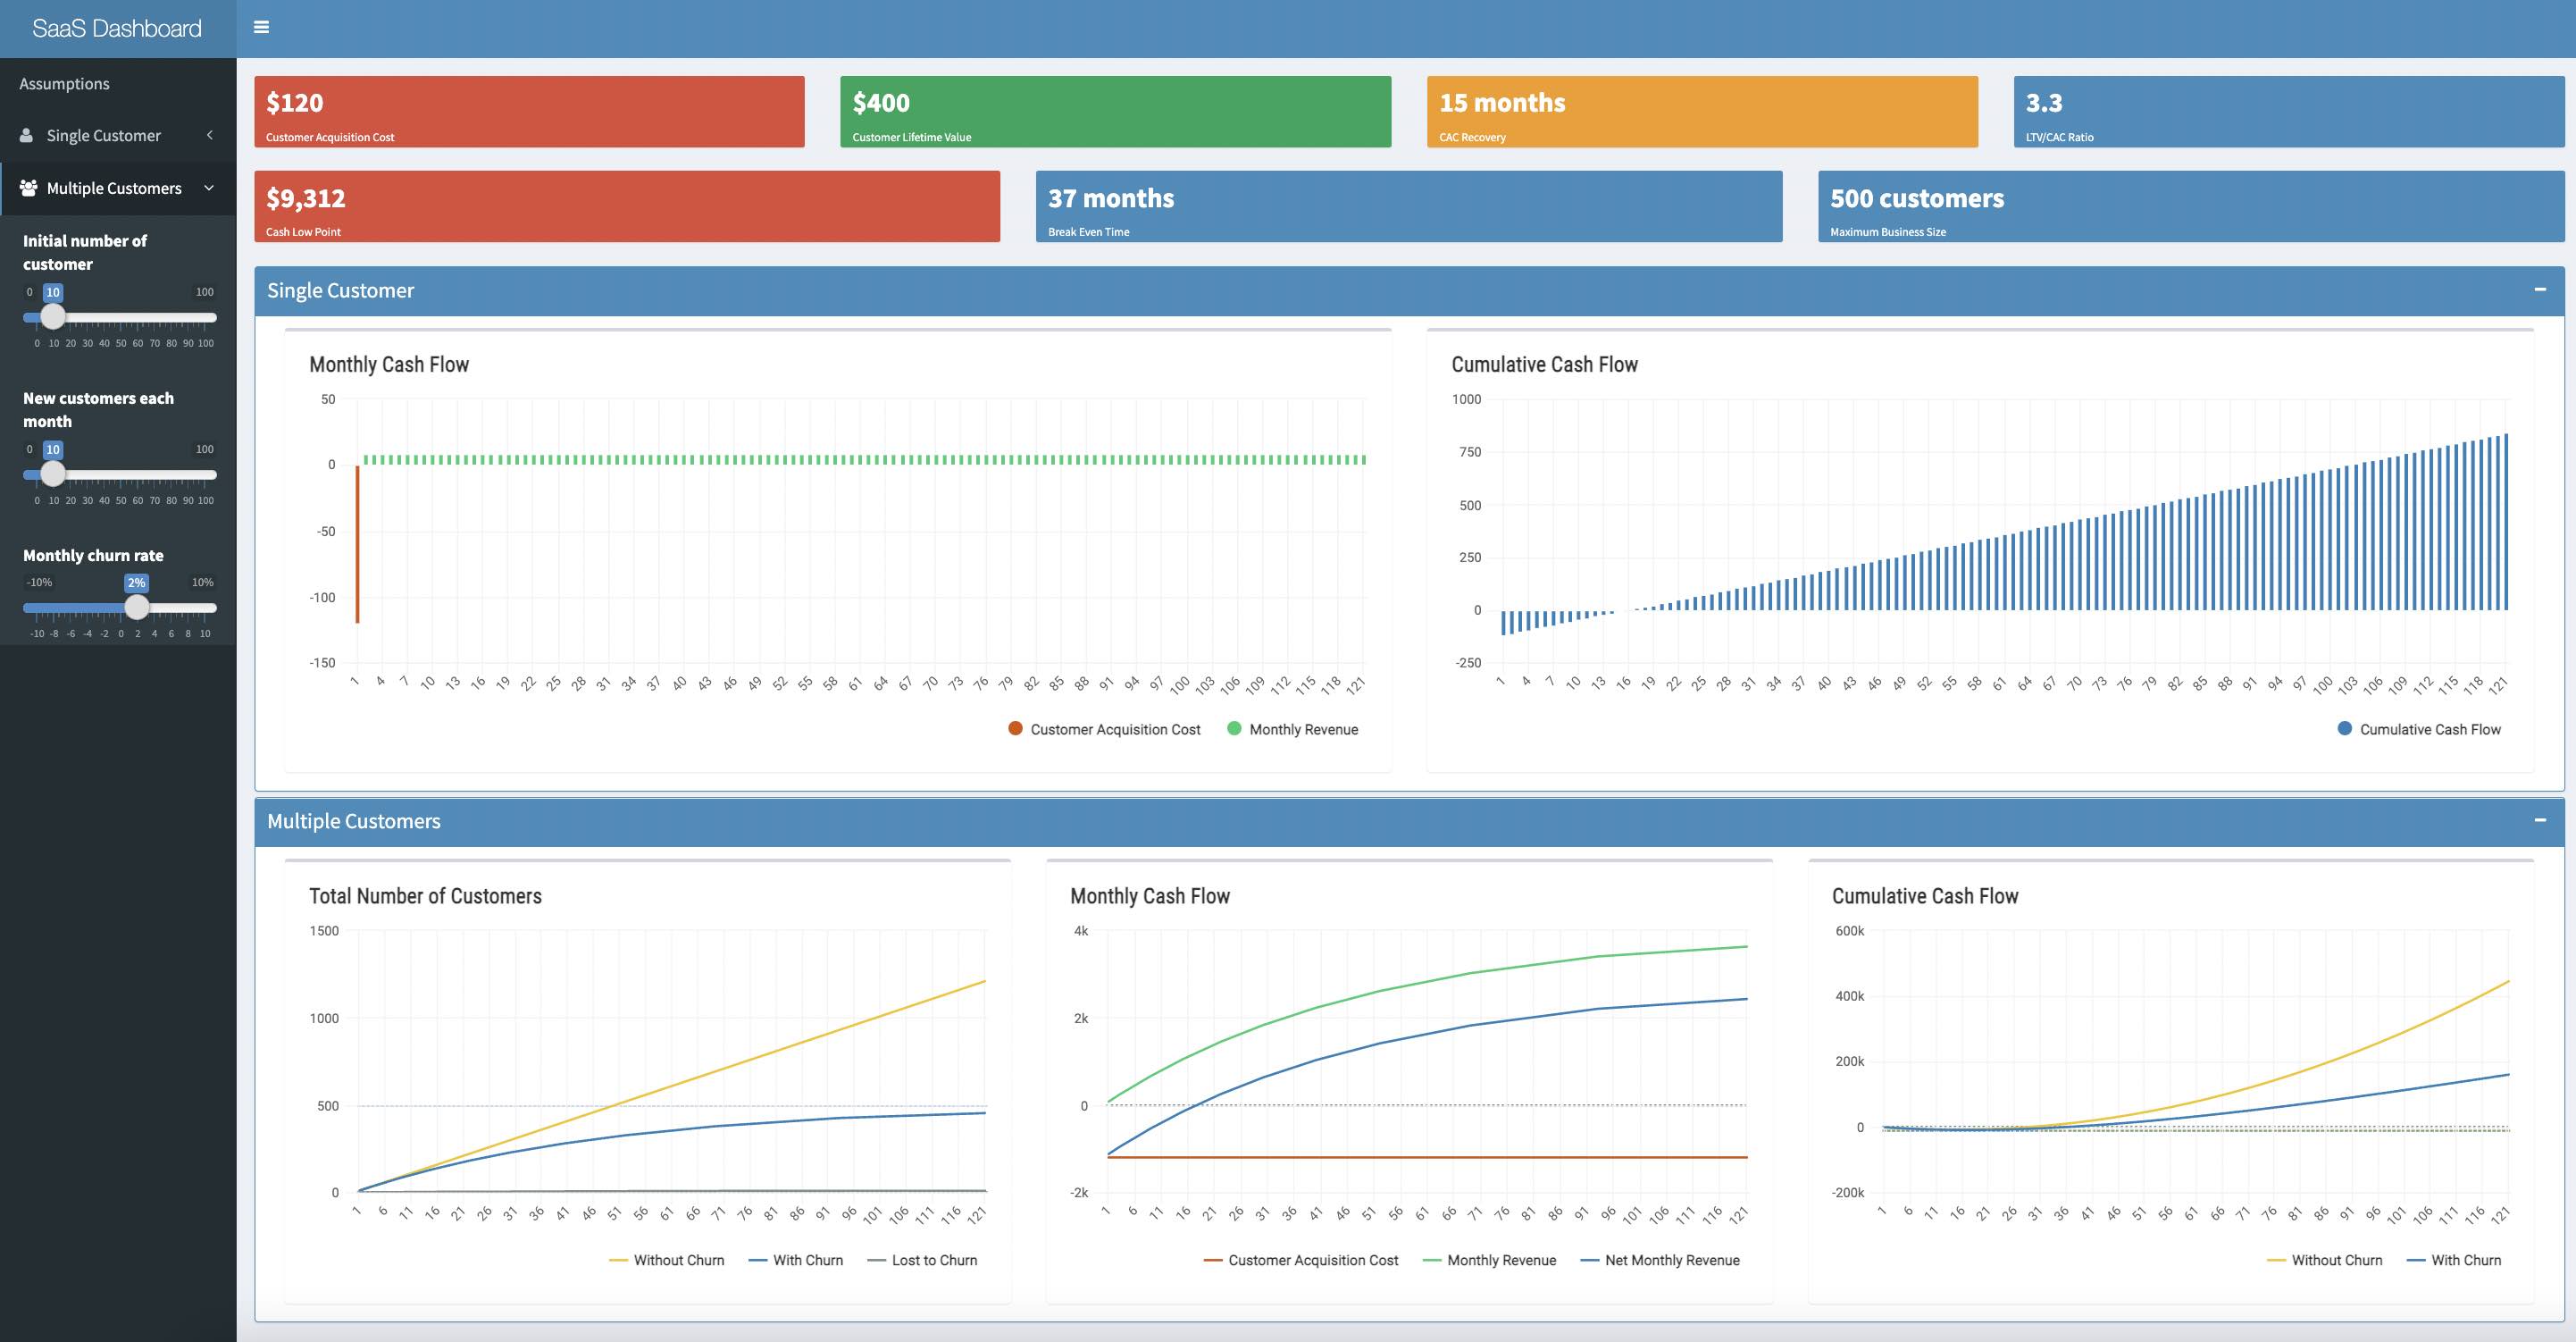 SaaS Dashboard
Assumptions
Single Customer
Multiple Customers
Initial number of
customer
0 10 100
0 10 20 30 40 50 60 70 80 90 100
New customers each
month
0 10 100
0 10 20 30 40 50 60 70 80 90 100
Monthly churn rate
-10% 2% 10%
-10 -8 -6 -4 -2 0 2 4 6 8 10
$120
Customer Acquisition Cost
$400
Customer Lifetime Value
15 months
CAC Recovery
3.3
LTV/CAC Ratio
$9,312
Cash Low Point
37 months
Break Even Time
500 customers
Maximum Business Size
Single Customer
Monthly Cash Flow
50
0
-50
-100
-150
1 4 7 10 13 16 19 22 25 28 31 34 37 40 43 46 49 52 55 58 61 64 67 70 73 76 79 82 85 88 91 94 97 100 103 106 109 112 115 118 121
Customer Acquisition Cost Monthly Revenue
Cumulative Cash Flow
1000
750
500
250
0
-250
1 4 7 10 13 16 19 22 25 28 31 34 37 40 43 46 49 52 55 58 61 64 67 70 73 76 79 82 85 88 91 94 97 100 103 106 109 112 115 118 121
Cumulative Cash Flow
Multiple Customers
Total Number of Customers
1500
1000
500
0
1 6 11 16 21 26 31 36 41 46 51 56 61 66 71 76 81 86 91 96 101 106 111 116 121
Without Churn With Churn Lost to Churn
Monthly Cash Flow
4k
2k
0
-2k
1 6 11 16 21 26 31 36 41 46 51 56 61 66 71 76 81 86 91 96 101 106 111 116 121
Customer Acquisition Cost Monthly Revenue Net Monthly Revenue
Cumulative Cash Flow
600k
400k
200k
0
-200k
1 6 11 16 21 26 31 36 41 46 51 56 61 66 71 76 81 86 91 96 101 106 111 116 121
Without Churn With Churn